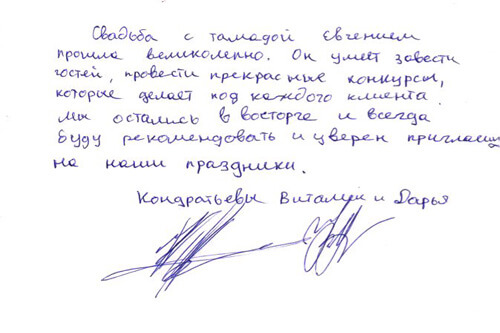 Свадьба с тамадой Евгением
прошла великолепно. Он умеет завести
гостей, провести прекрасные конкурсы,
которые делает под каждого клиента.
Мы остались в восторге и всегда
буду рекомендовать и уверен приглашу
на наши праздники.
Кондратьевы Виталий и Дарья